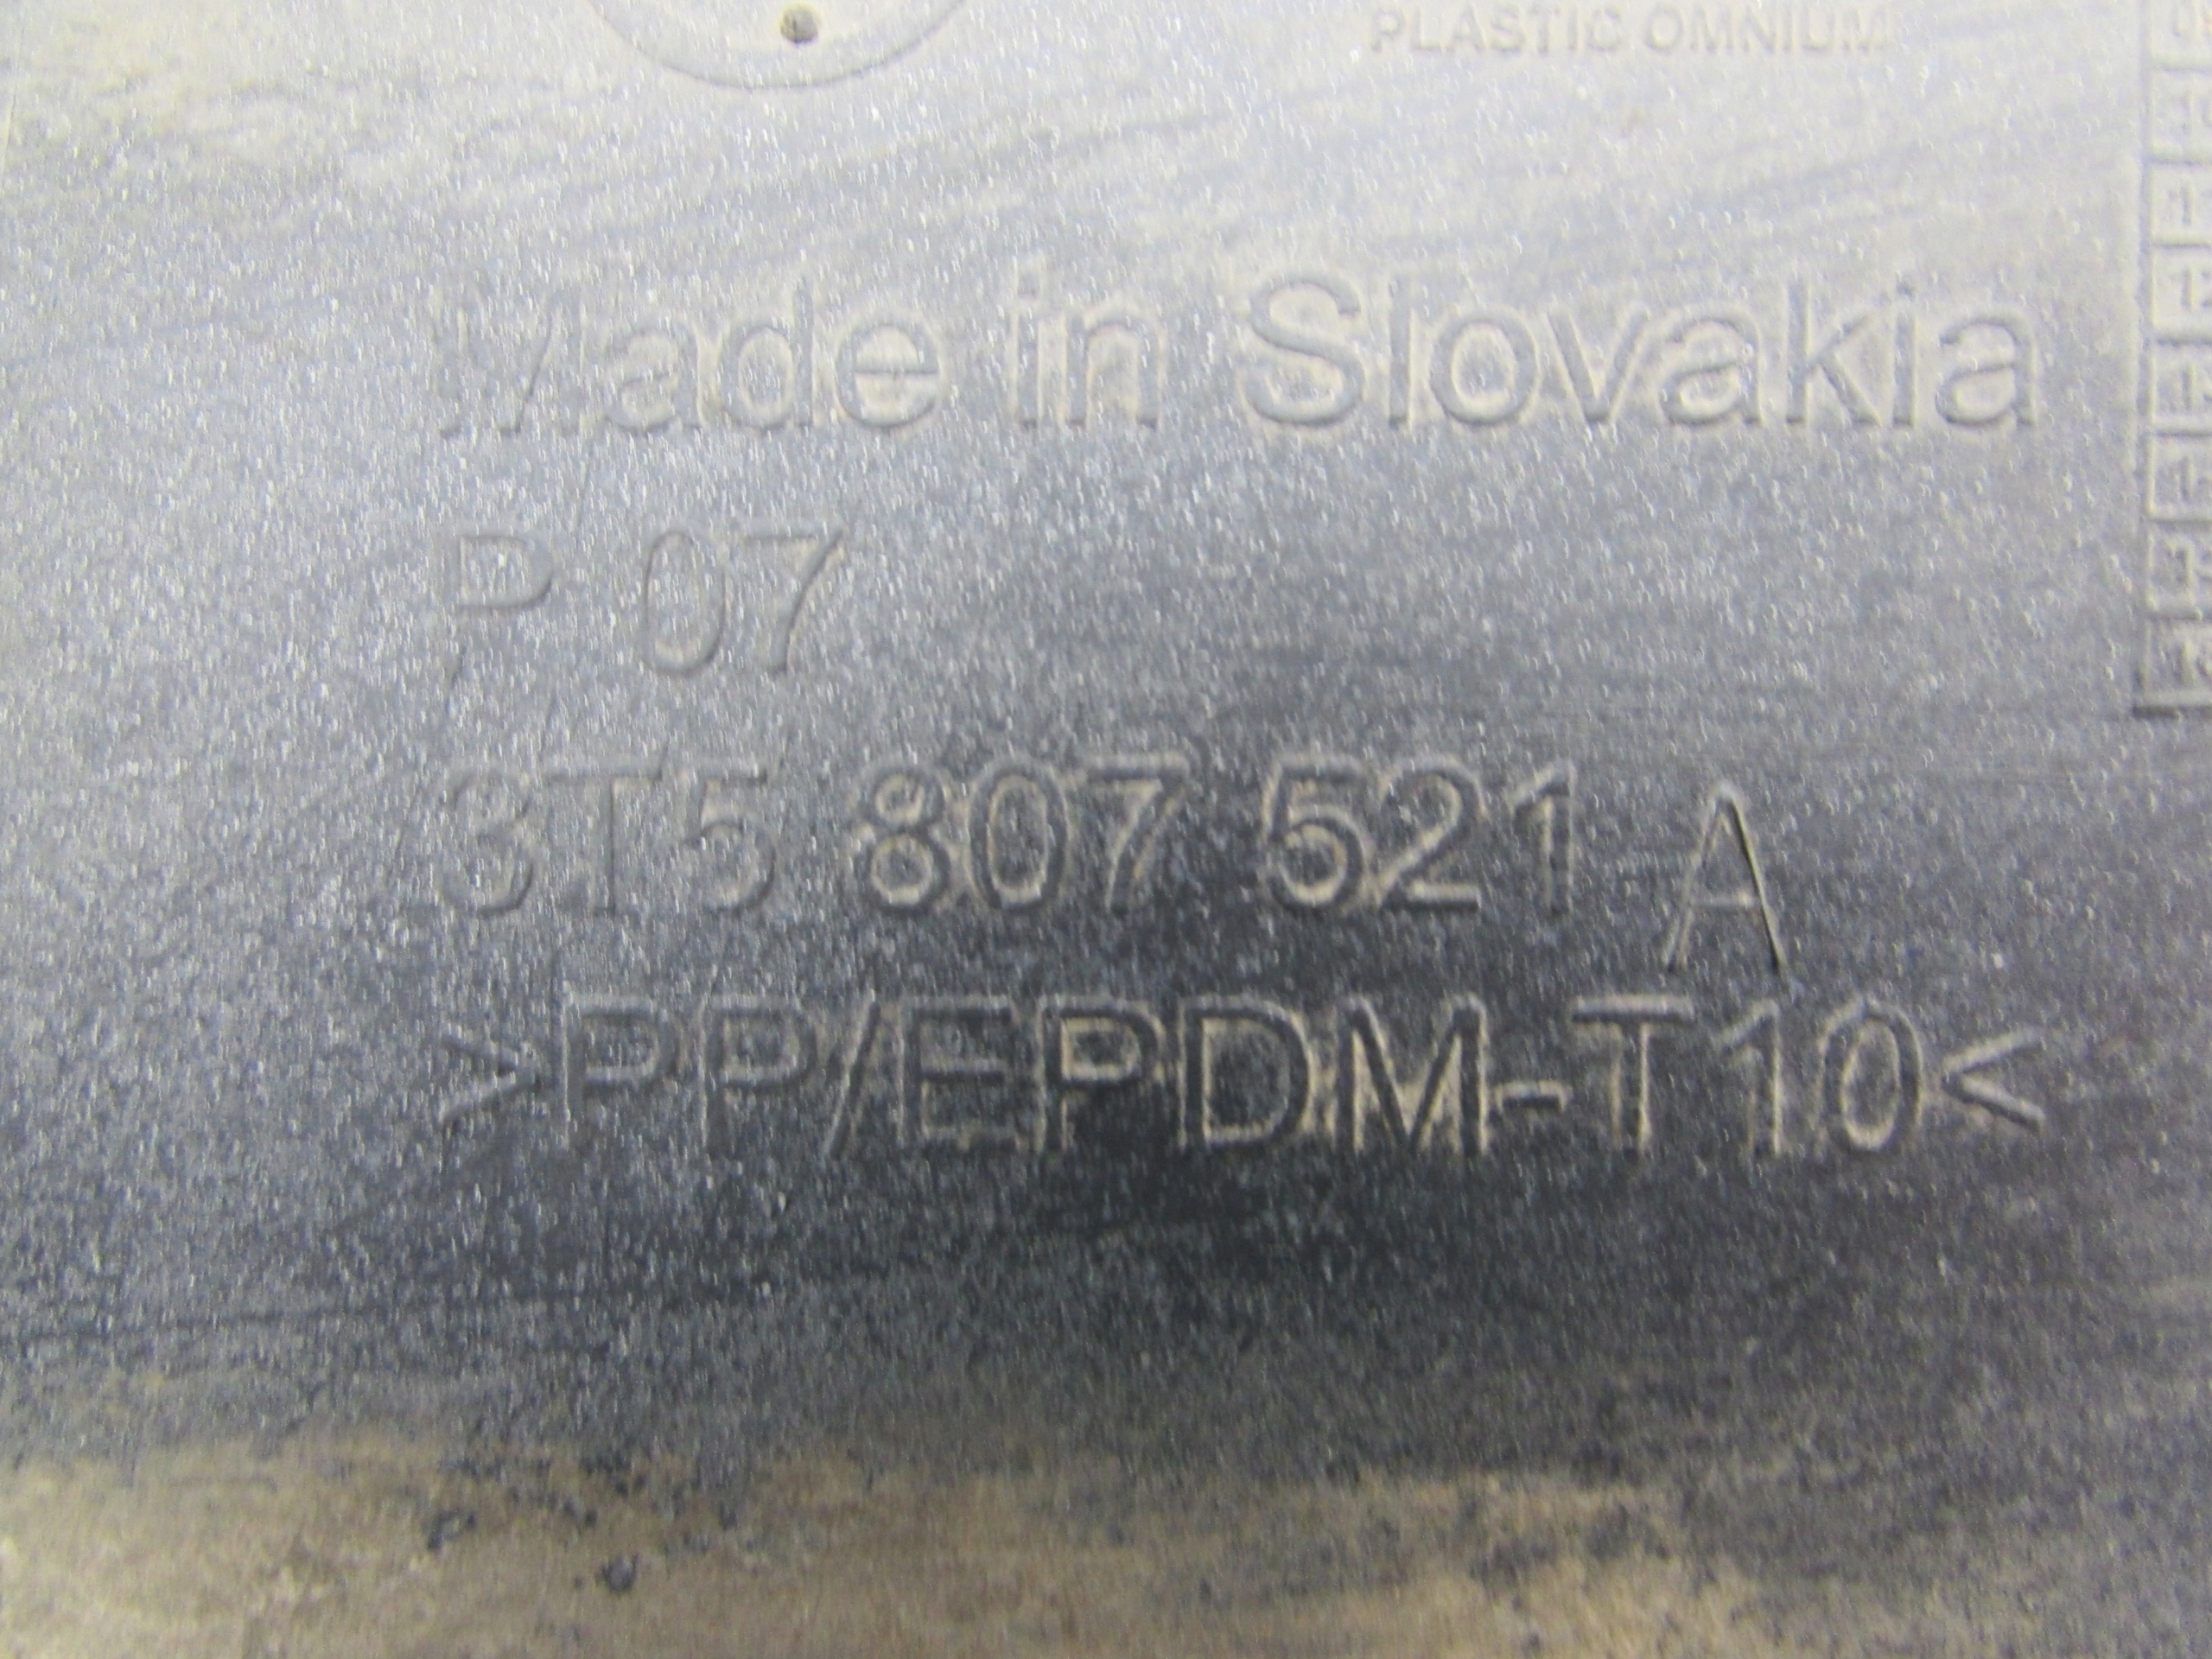 PLASTIC OMNIUM
Made in Slovakia
P 07
3T5 807 521 A
>PP/EPDM-T10<